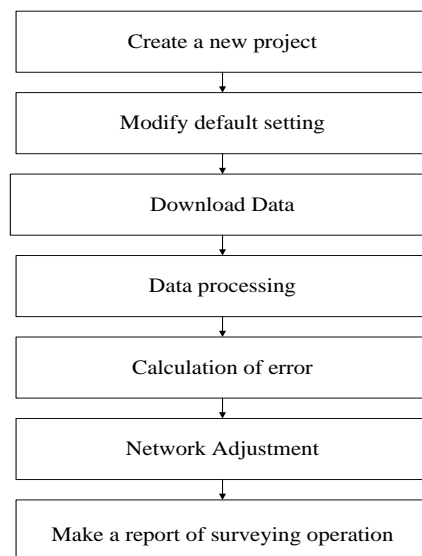 Create a new project
Modify default setting
Download Data
Data processing
Calculation of error
Network Adjustment
Make a report of surveying operation